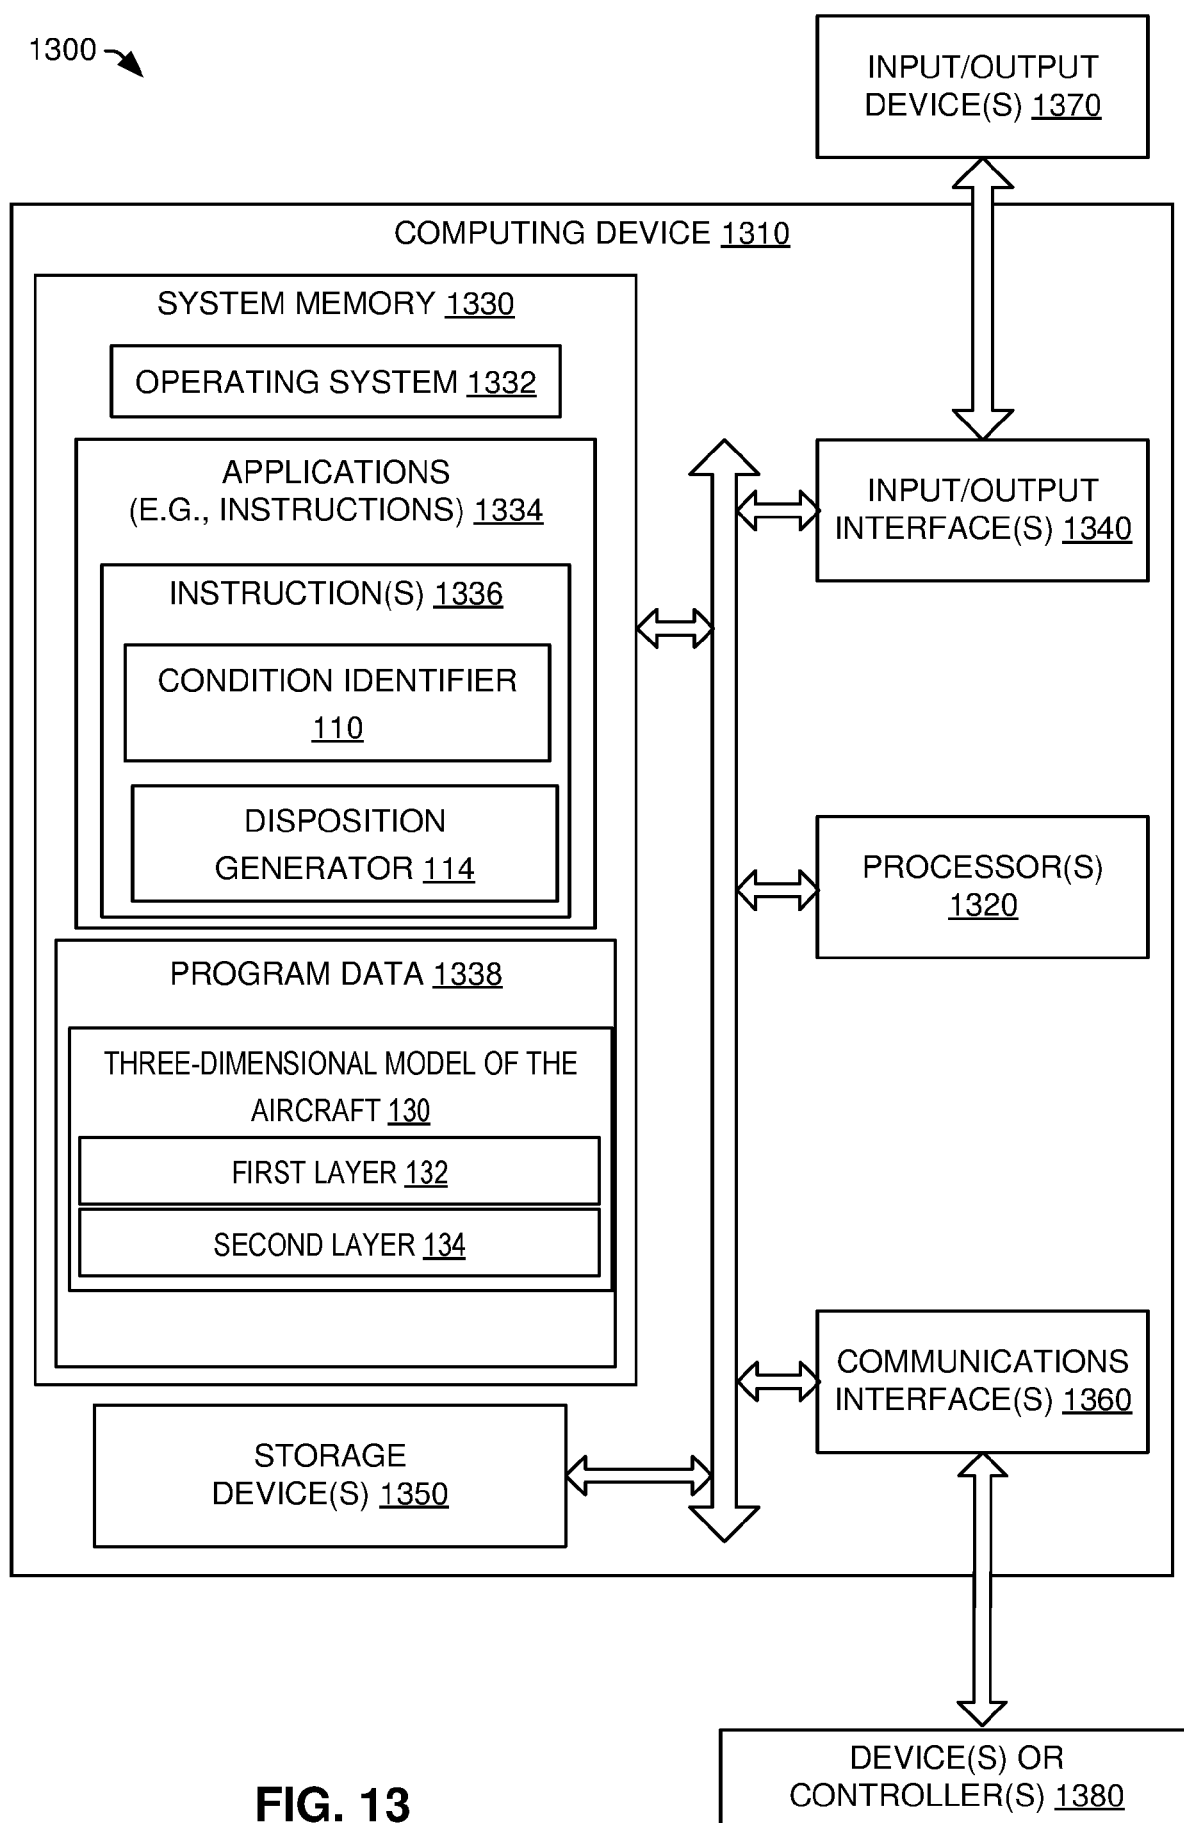 1300
INPUT/OUTPUT
DEVICE(S) 1370
COMPUTING DEVICE 1310
SYSTEM MEMORY 1330
OPERATING SYSTEM 1332
APPLICATIONS
(E.G., INSTRUCTIONS) 1334
INSTRUCTION(S) 1336
CONDITION IDENTIFIER
110
DISPOSITION
GENERATOR 114
PROGRAM DATA 1338
THREE-DIMENSIONAL MODEL OF THE
AIRCRAFT 130
FIRST LAYER 132
SECOND LAYER 134
STORAGE
DEVICE(S) 1350
INPUT/OUTPUT
INTERFACE(S) 1340
PROCESSOR(S)
1320
COMMUNICATIONS
INTERFACE(S) 1360
DEVICE(S) OR
CONTROLLER(S) 1380
FIG. 13